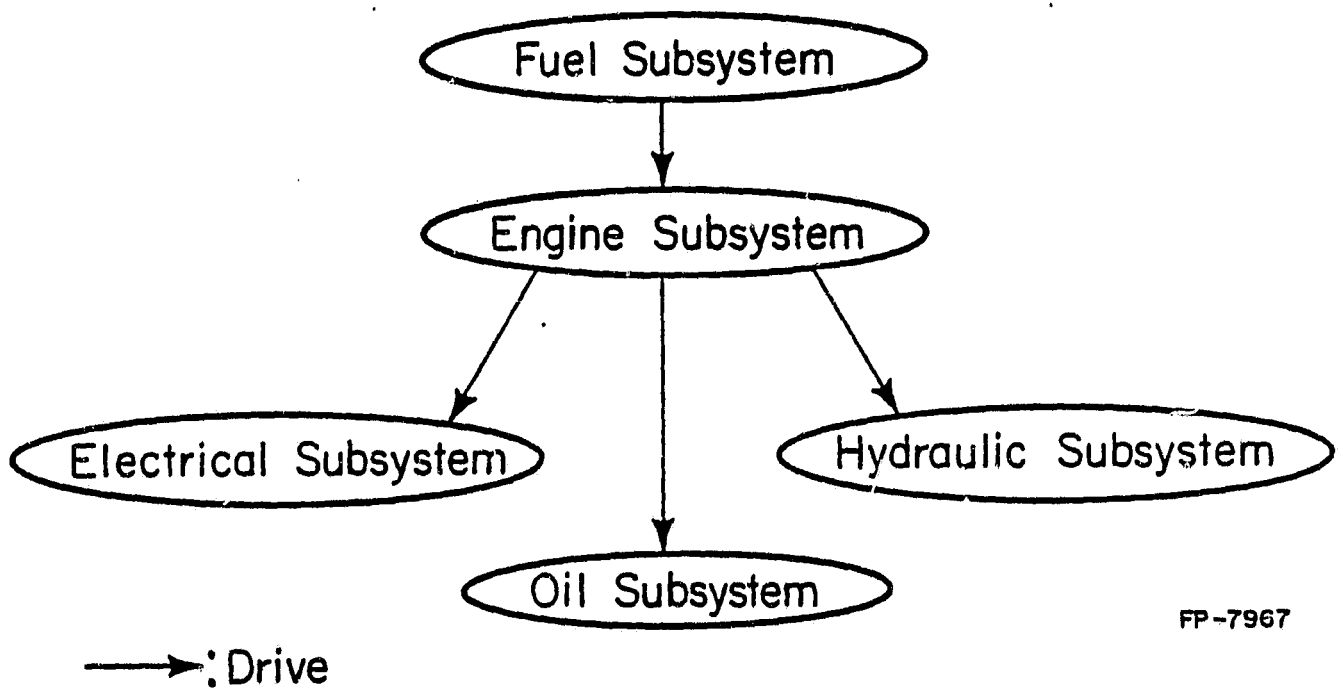 Fuel Subsystem
Engine Subsystem
Electrical Subsystem
Hydraulic Subsystem
Oil Subsystem
FP-7967
: Drive